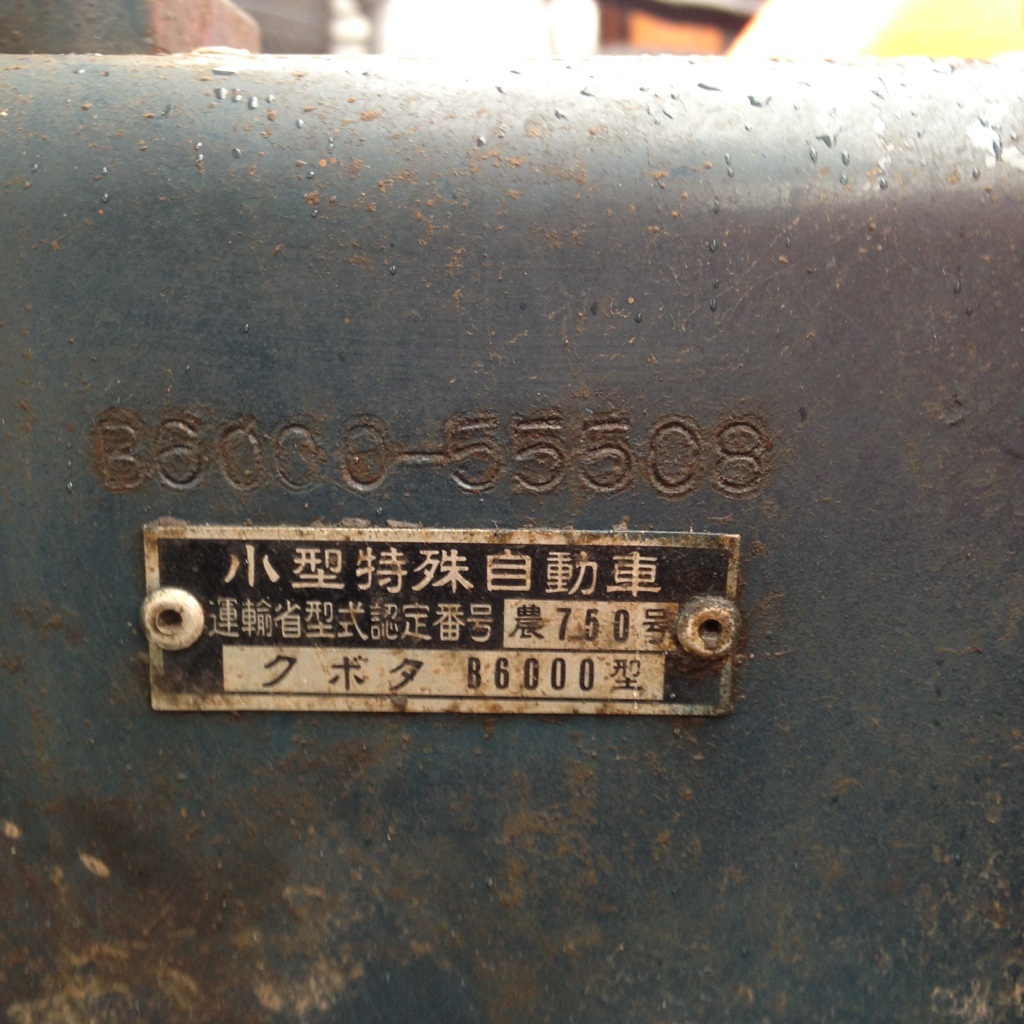 B6000-55508
小型特殊自動車
運輸省型式認定番号 農750号
クボタ B6000型